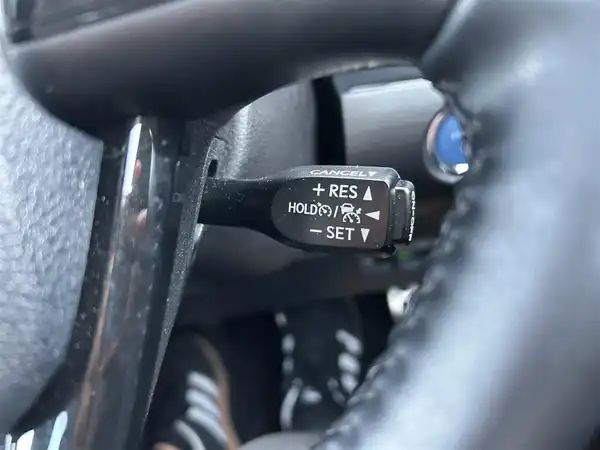 CANCEL▼
+ RES ▲
HOLD / ◀
− SET ▼